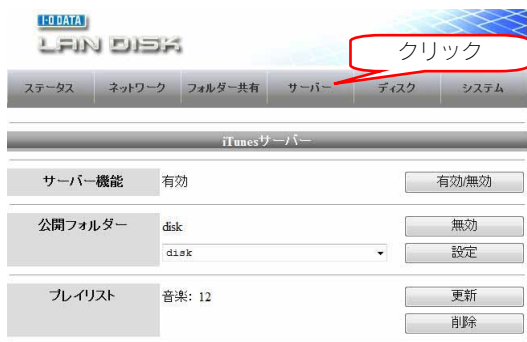 I-O DATA
LAN DISK
クリック
ステータス ネットワーク フォルダー共有 サーバー ディスク システム
iTunesサーバー
サーバー機能 有効 有効/無効
公開フォルダー disk 無効
disk 設定
プレイリスト 音楽: 12 更新
削除